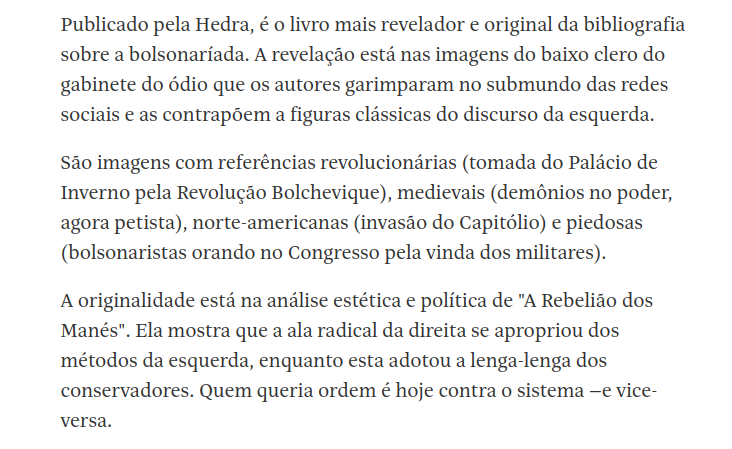 Publicado pela Hedra, é o livro mais revelador e original da bibliografia
sobre a bolsonaríada. A revelação está nas imagens do baixo clero do
gabinete do ódio que os autores garimparam no submundo das redes
sociais e as contrapõem a figuras clássicas do discurso da esquerda.
São imagens com referências revolucionárias (tomada do Palácio de
Inverno pela Revolução Bolchevique), medievais (demônios no poder,
agora petista), norte-americanas (invasão do Capitólio) e piedosas
(bolsonaristas orando no Congresso pela vinda dos militares).
A originalidade está na análise estética e política de "A Rebelião dos
Manés". Ela mostra que a ala radical da direita se apropriou dos
métodos da esquerda, enquanto esta adotou a lenga-lenga dos
conservadores. Quem queria ordem é hoje contra o sistema —e vice-
versa.